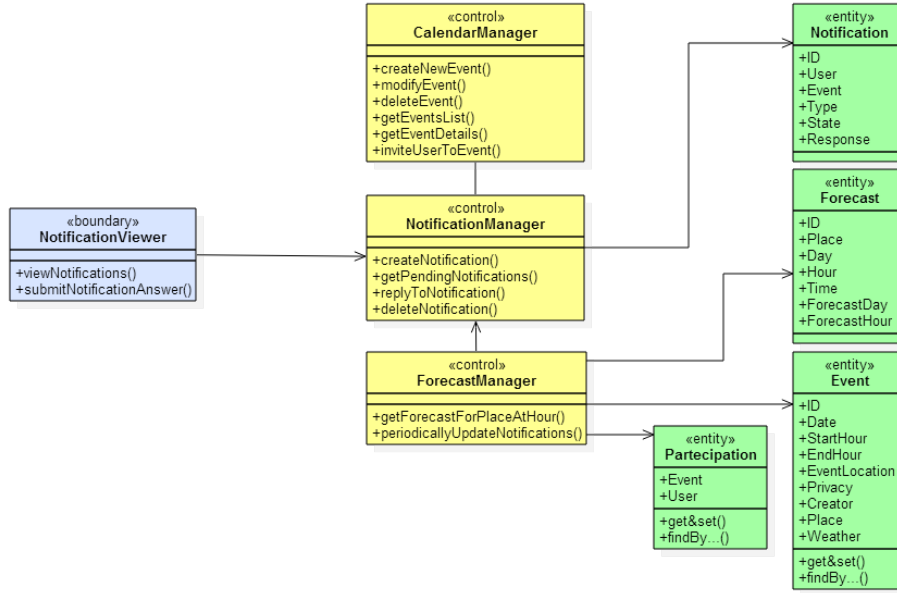 «control»
CalendarManager
+createNewEvent()
+modifyEvent()
+deleteEvent()
+getEventsList()
+getEventDetails()
+inviteUserToEvent()
«entity»
Notification
+ID
+User
+Event
+Type
+State
+Response
«boundary»
NotificationViewer
+viewNotifications()
+submitNotificationAnswer()
«control»
NotificationManager
+createNotification()
+getPendingNotifications()
+replyToNotification()
+deleteNotification()
«entity»
Forecast
+ID
+Place
+Day
+Hour
+Time
+ForecastDay
+ForecastHour
«control»
ForecastManager
+getForecastForPlaceAtHour()
+periodicallyUpdateNotifications()
«entity»
Partecipation
+Event
+User
+get&set()
+findBy...()
«entity»
Event
+ID
+Date
+StartHour
+EndHour
+EventLocation
+Privacy
+Creator
+Place
+Weather
+get&set()
+findBy...()